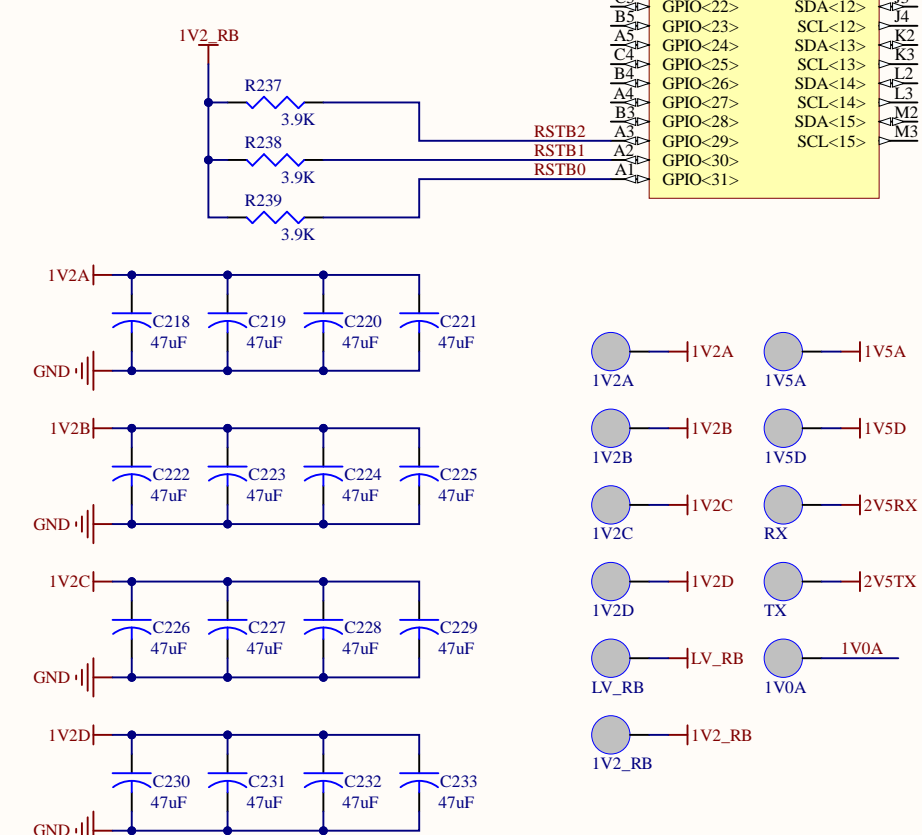 GPIO<22> SDA<12>
B5 GPIO<23> SCL<12> J4
A5 GPIO<24> SDA<13> K2
C4 GPIO<25> SCL<13> K3
B4 GPIO<26> SDA<14> L2
A4 GPIO<27> SCL<14> L3
B3 GPIO<28> SDA<15> M2
RSTB2 A3 GPIO<29> SCL<15> M3
RSTB1 A2 GPIO<30>
RSTB0 A1 GPIO<31>
1V2_RB
R237
3.9K
R238
3.9K
R239
3.9K
1V2A
C218 C219 C220 C221
47uF 47uF 47uF 47uF
GND
1V2B
C222 C223 C224 C225
47uF 47uF 47uF 47uF
GND
1V2C
C226 C227 C228 C229
47uF 47uF 47uF 47uF
GND
1V2D
C230 C231 C232 C233
47uF 47uF 47uF 47uF
GND
1V2A 1V5A
1V2A 1V5A
1V2B 1V5D
1V2B 1V5D
1V2C 2V5RX
1V2C RX
1V2D 2V5TX
1V2D TX
LV_RB 1V0A
LV_RB 1V0A
1V2_RB
1V2_RB